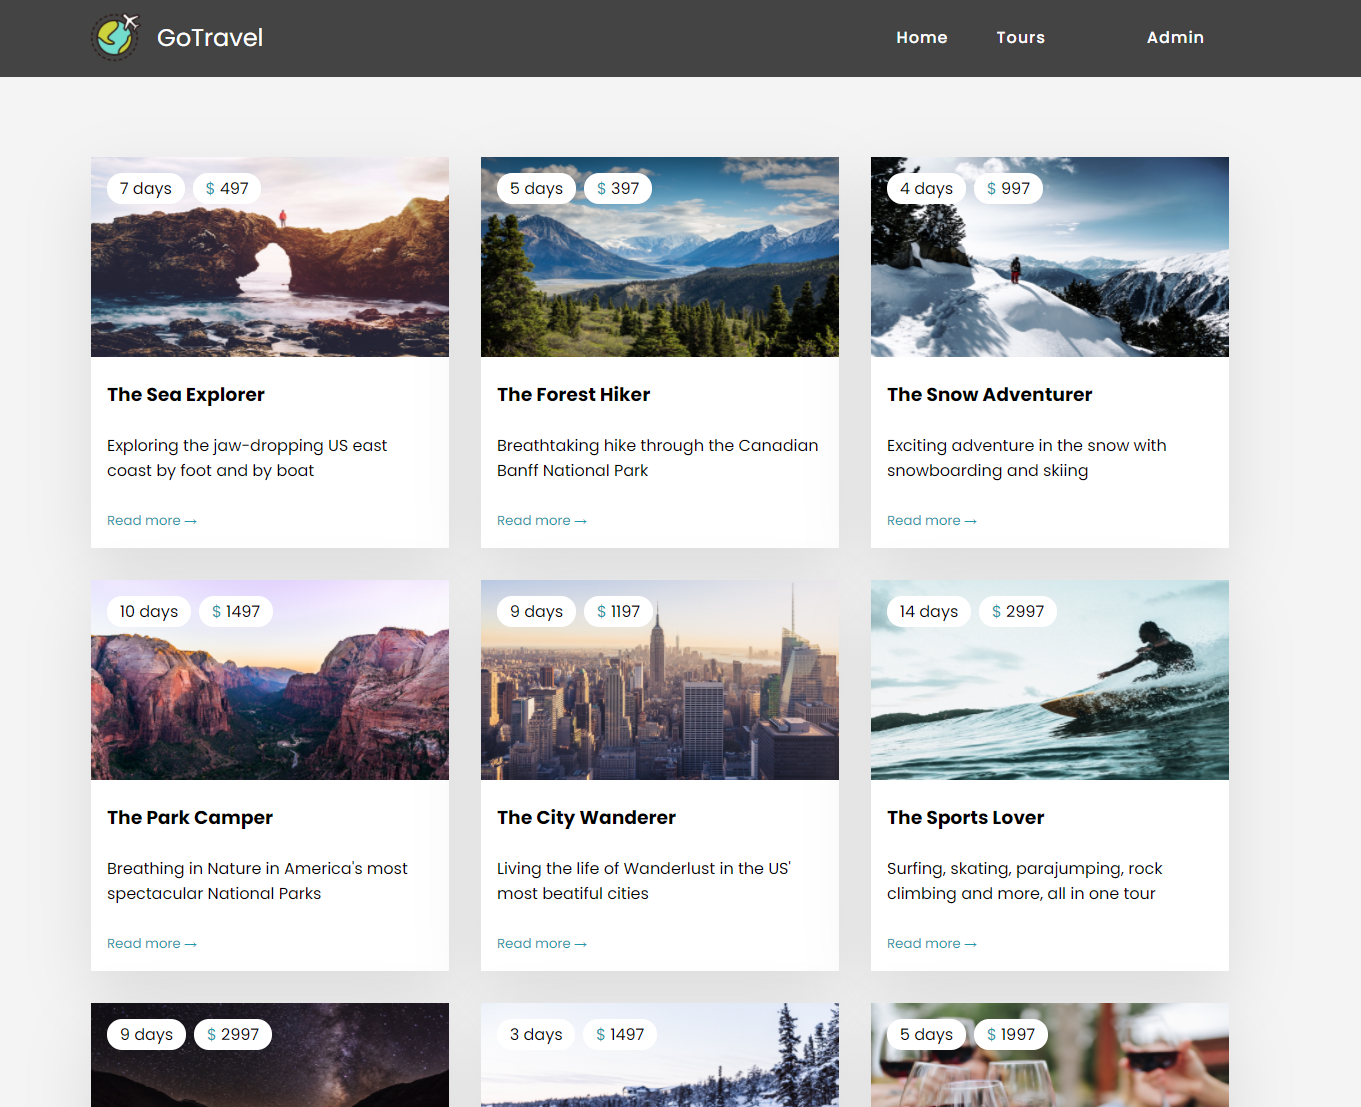 GoTravel
Home Tours Admin
7 days $ 497
5 days $ 397
4 days $ 997
The Sea Explorer
Exploring the jaw-dropping US east
coast by foot and by boat
Read more →
The Forest Hiker
Breathtaking hike through the Canadian
Banff National Park
Read more →
The Snow Adventurer
Exciting adventure in the snow with
snowboarding and skiing
Read more →
10 days $ 1497
9 days $ 1197
14 days $ 2997
The Park Camper
Breathing in Nature in America's most
spectacular National Parks
Read more →
The City Wanderer
Living the life of Wanderlust in the US'
most beatiful cities
Read more →
The Sports Lover
Surfing, skating, parajumping, rock
climbing and more, all in one tour
Read more →
9 days $ 2997
3 days $ 1497
5 days $ 1997